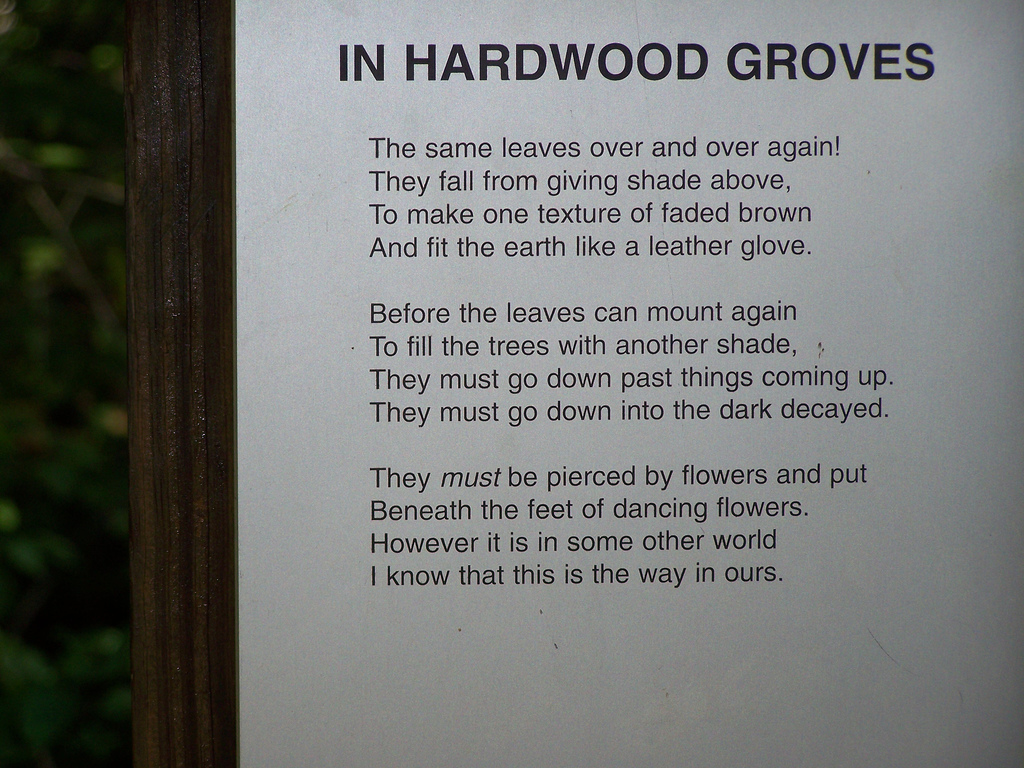 IN HARDWOOD GROVES
The same leaves over and over again!
They fall from giving shade above,
To make one texture of faded brown
And fit the earth like a leather glove.
Before the leaves can mount again
To fill the trees with another shade,
They must go down past things coming up.
They must go down into the dark decayed.
They must be pierced by flowers and put
Beneath the feet of dancing flowers.
However it is in some other world
I know that this is the way in ours.